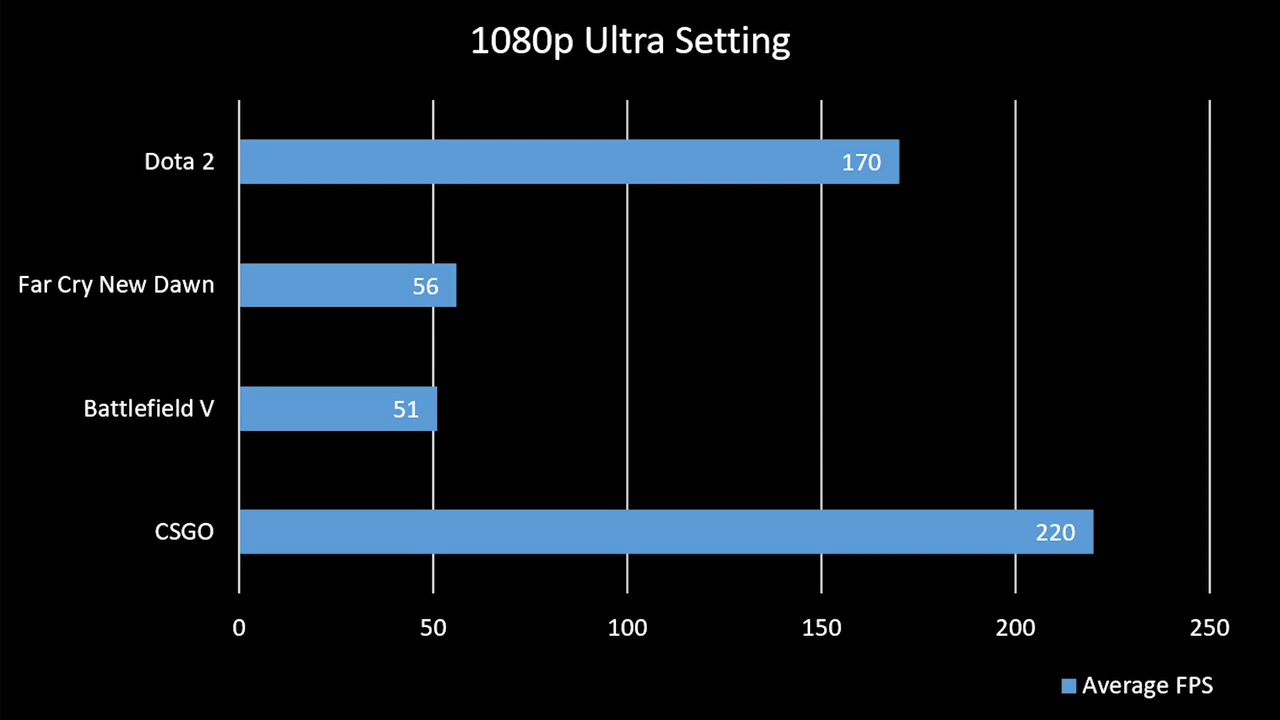 1080p Ultra Setting
Dota 2
170
Far Cry New Dawn
56
Battlefield V
51
CSGO
220
0 50 100 150 200 250
Average FPS